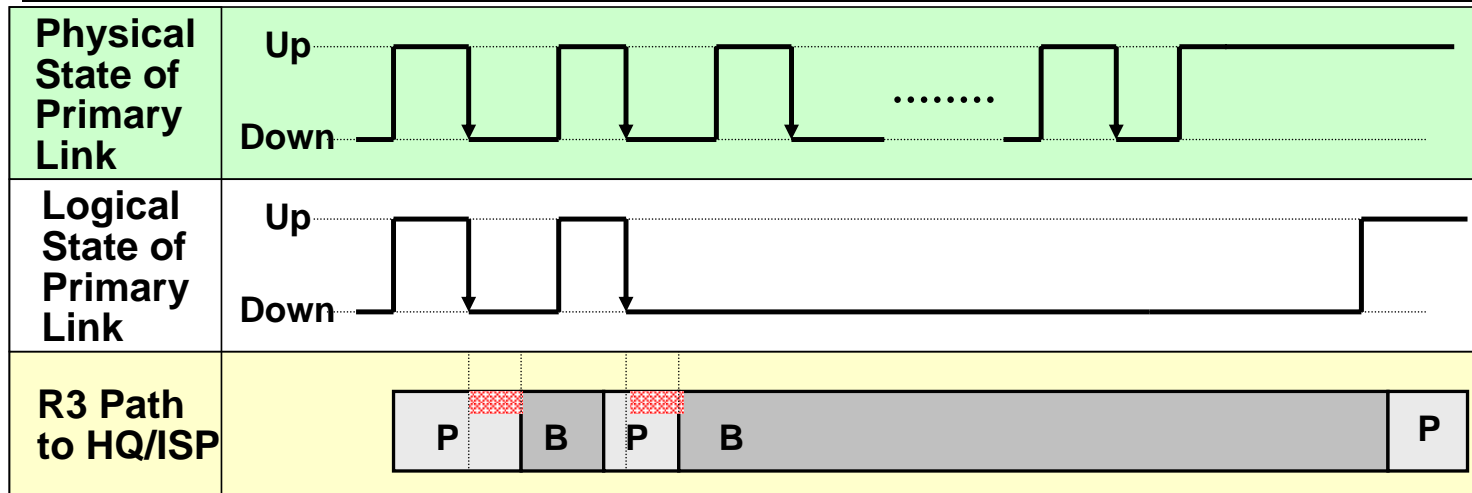 Physical
State of
Primary
Link
Up
Down
........
Logical
State of
Primary
Link
Up
Down
R3 Path
to HQ/ISP
P B P B P